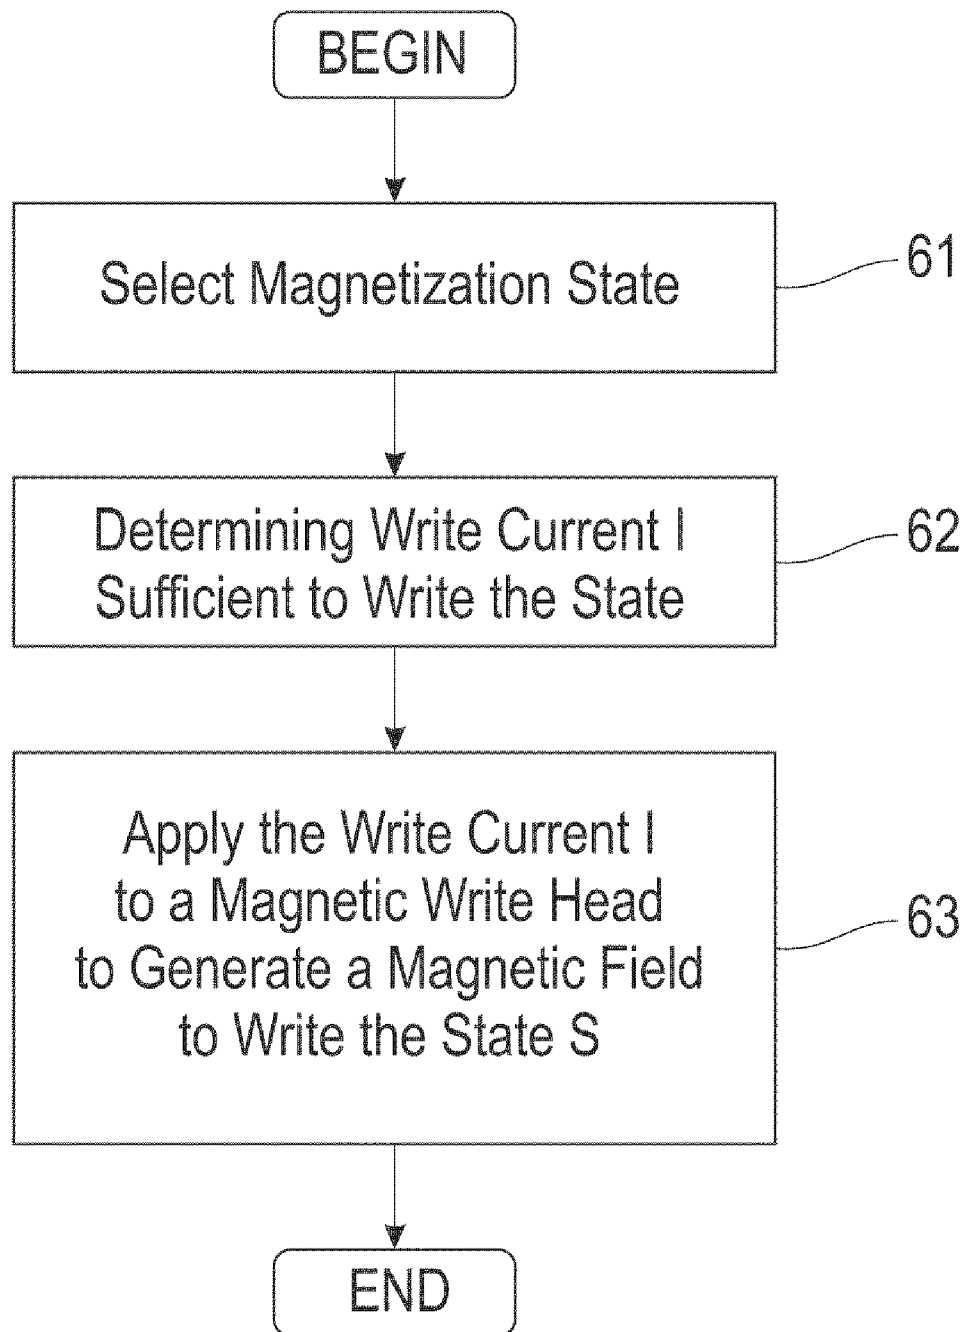 BEGIN
Select Magnetization State
61
Determining Write Current I
Sufficient to Write the State
62
Apply the Write Current I
to a Magnetic Write Head
to Generate a Magnetic Field
to Write the State S
63
END